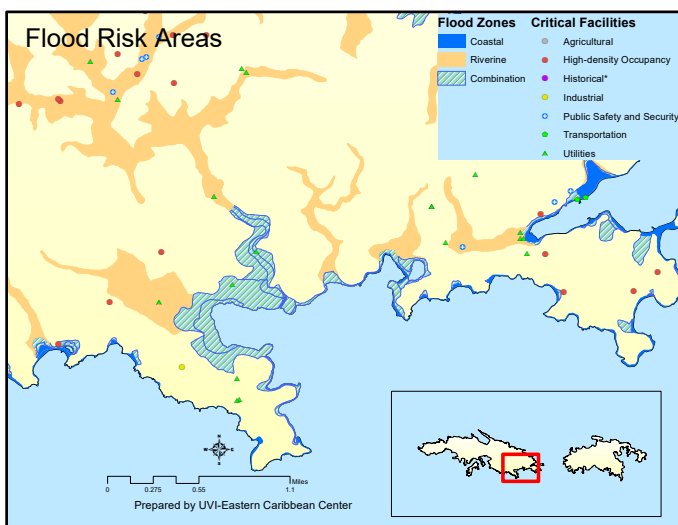 Flood Risk Areas
Flood Zones
Coastal
Riverine
Combination
Critical Facilities
Agricultural
High-density Occupancy
Historical*
Industrial
Public Safety and Security
Transportation
Utilities
N
W E
S
Miles
0 0.275 0.55 1.1
Prepared by UVI-Eastern Caribbean Center